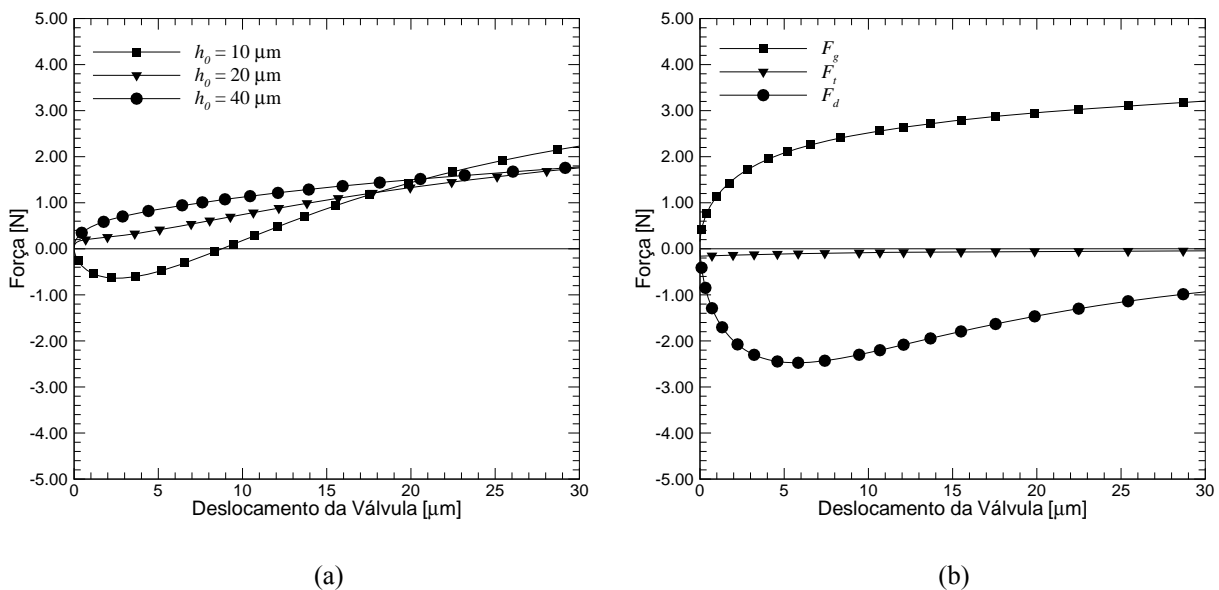 5.00
4.00
3.00
2.00
1.00
0.00
-1.00
-2.00
-3.00
-4.00
-5.00
Força [N]
h₀ = 10 μm
h₀ = 20 μm
h₀ = 40 μm
0 5 10 15 20 25 30
Deslocamento da Válvula [μm]
(a)
5.00
4.00
3.00
2.00
1.00
0.00
-1.00
-2.00
-3.00
-4.00
-5.00
Força [N]
F_g
F_t
F_d
0 5 10 15 20 25 30
Deslocamento da Válvula [μm]
(b)